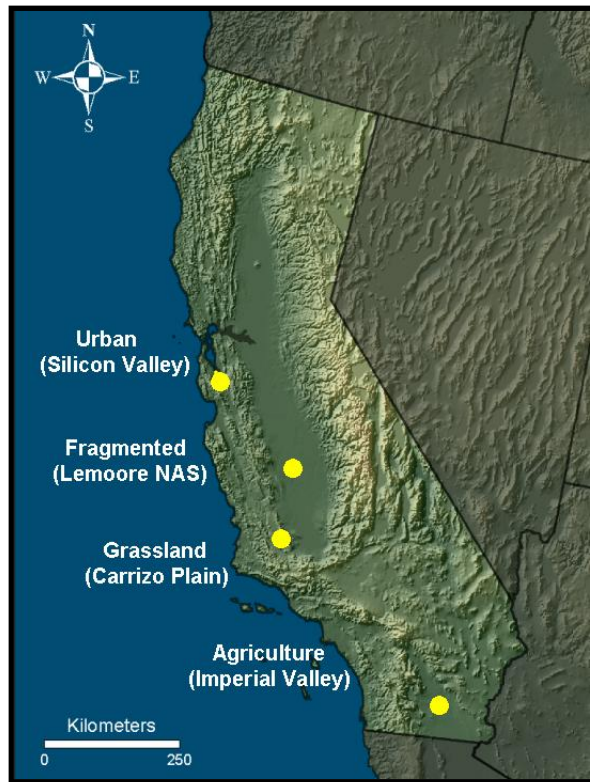 N
W E
S
Urban
(Silicon Valley)
Fragmented
(Lemoore NAS)
Grassland
(Carrizo Plain)
Agriculture
(Imperial Valley)
Kilometers
0 250